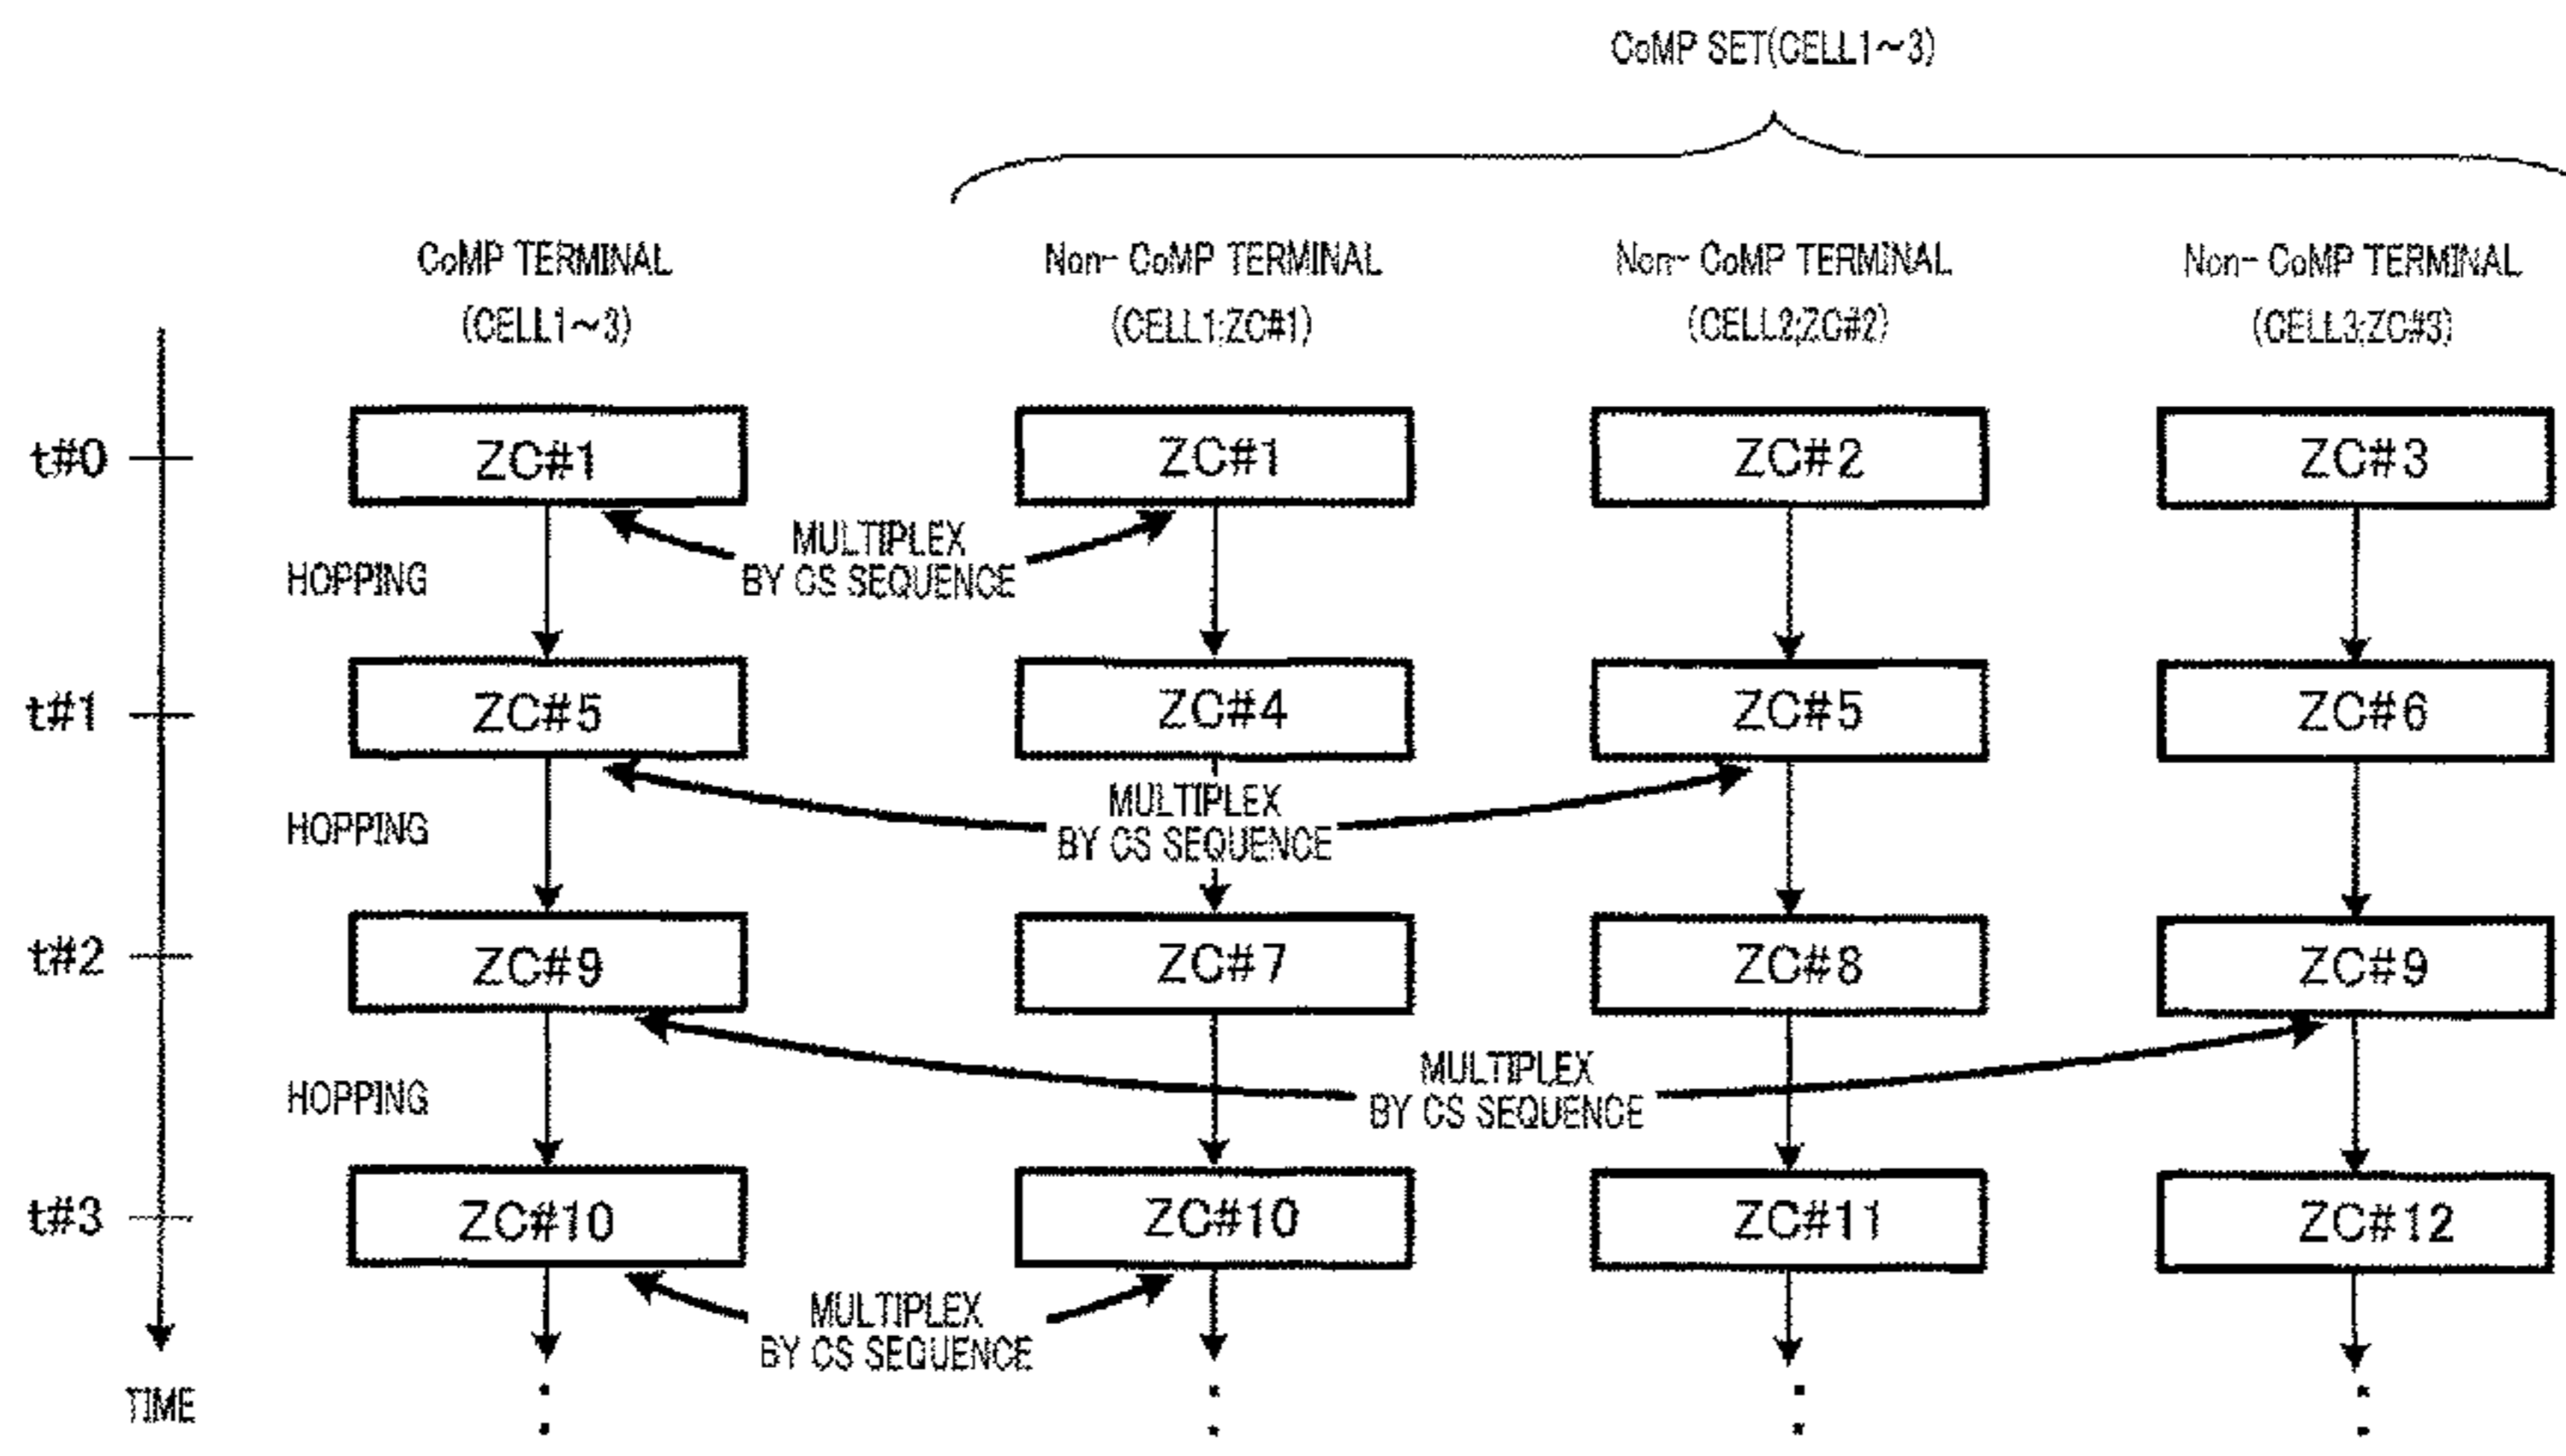 CoMP SET(CELL1~3)
CoMP TERMINAL
(CELL1~3)
Non- CoMP TERMINAL
(CELL1;ZC#1)
Non- CoMP TERMINAL
(CELL2;ZC#2)
Non- CoMP TERMINAL
(CELL3;ZC#3)
t#0
ZC#1
ZC#1
ZC#2
ZC#3
HOPPING
MULTIPLEX
BY CS SEQUENCE
t#1
ZC#5
ZC#4
ZC#5
ZC#6
HOPPING
MULTIPLEX
BY CS SEQUENCE
t#2
ZC#9
ZC#7
ZC#8
ZC#9
HOPPING
MULTIPLEX
BY CS SEQUENCE
t#3
ZC#10
ZC#10
ZC#11
ZC#12
MULTIPLEX
BY CS SEQUENCE
TIME